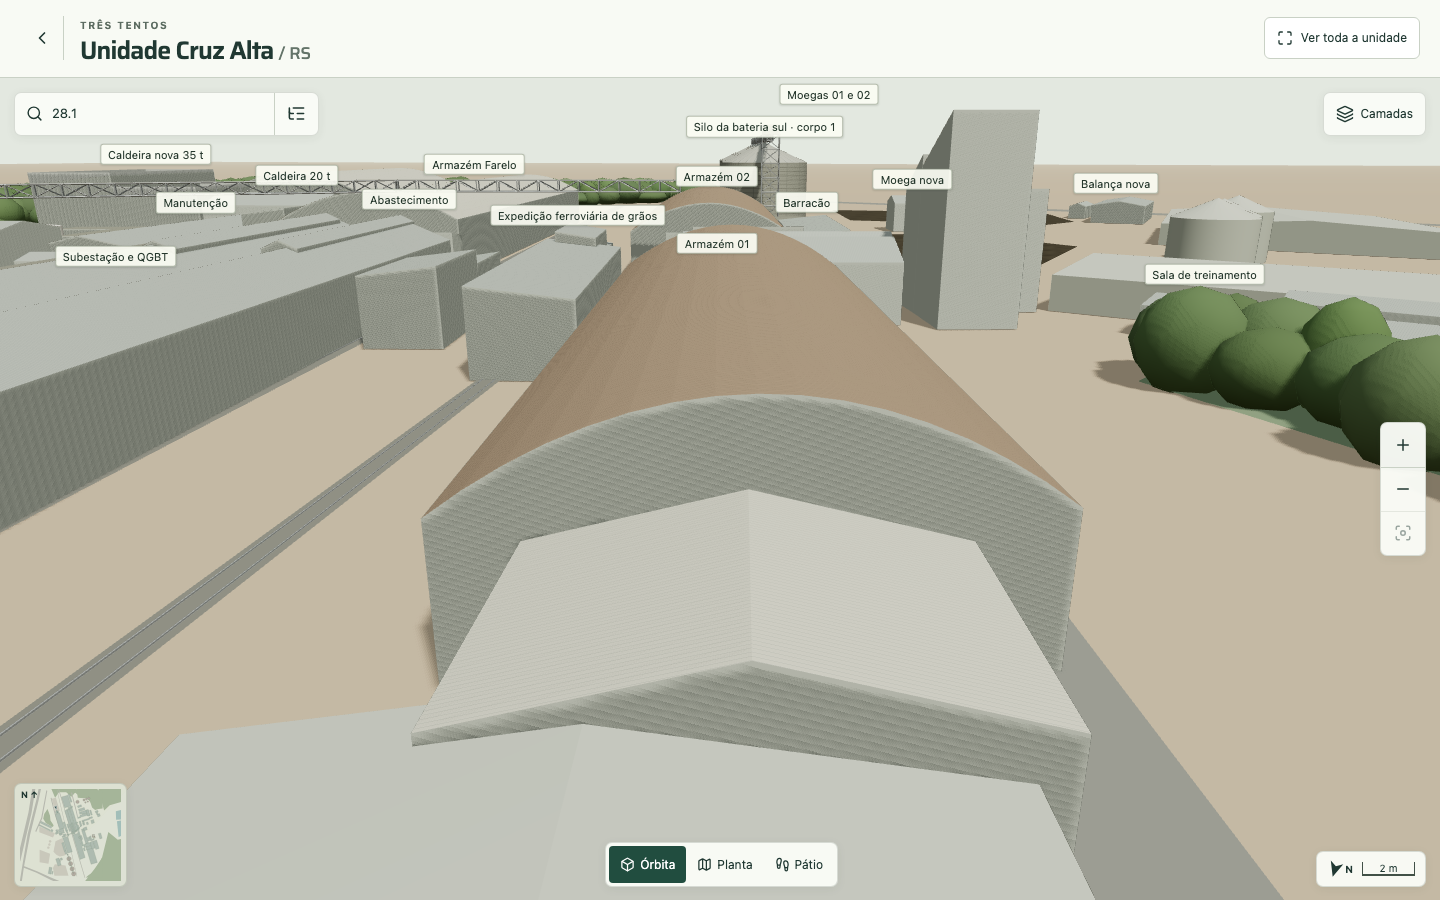 TRÊS TENTOS
Unidade Cruz Alta / RS
Ver toda a unidade
28.1
Camadas
Moegas 01 e 02
Silo da bateria sul · corpo 1
Caldeira nova 35 t
Armazém Farelo
Caldeira 20 t
Armazém 02
Moega nova
Balança nova
Manutenção
Abastecimento
Barracão
Expedição ferroviária de grãos
Armazém 01
Subestação e QGBT
Sala de treinamento
N
Órbita
Planta
Pátio
N
2 m